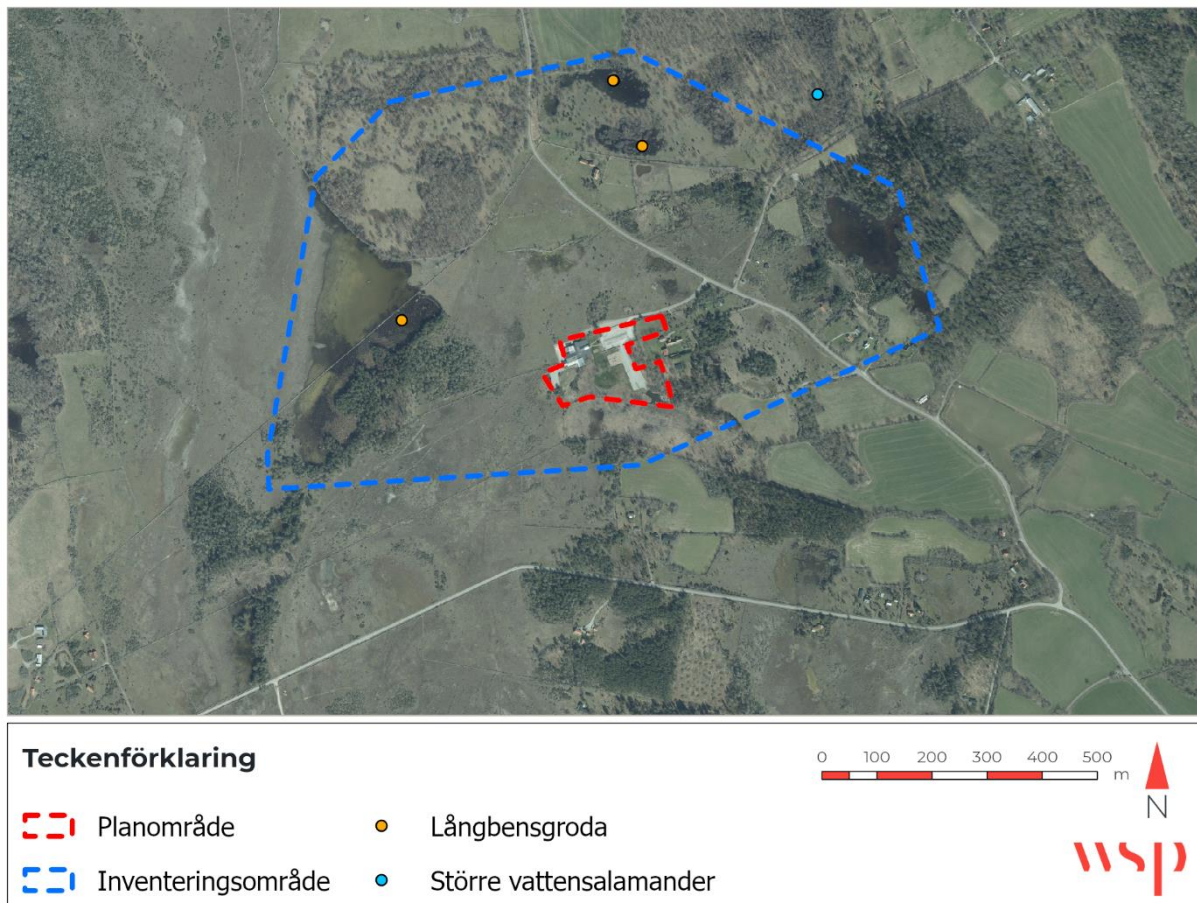 Teckenförklaring
0 100 200 300 400 500 m
N
Planområde
Långbensgroda
Inventeringsområde
Större vattensalamander
wsp